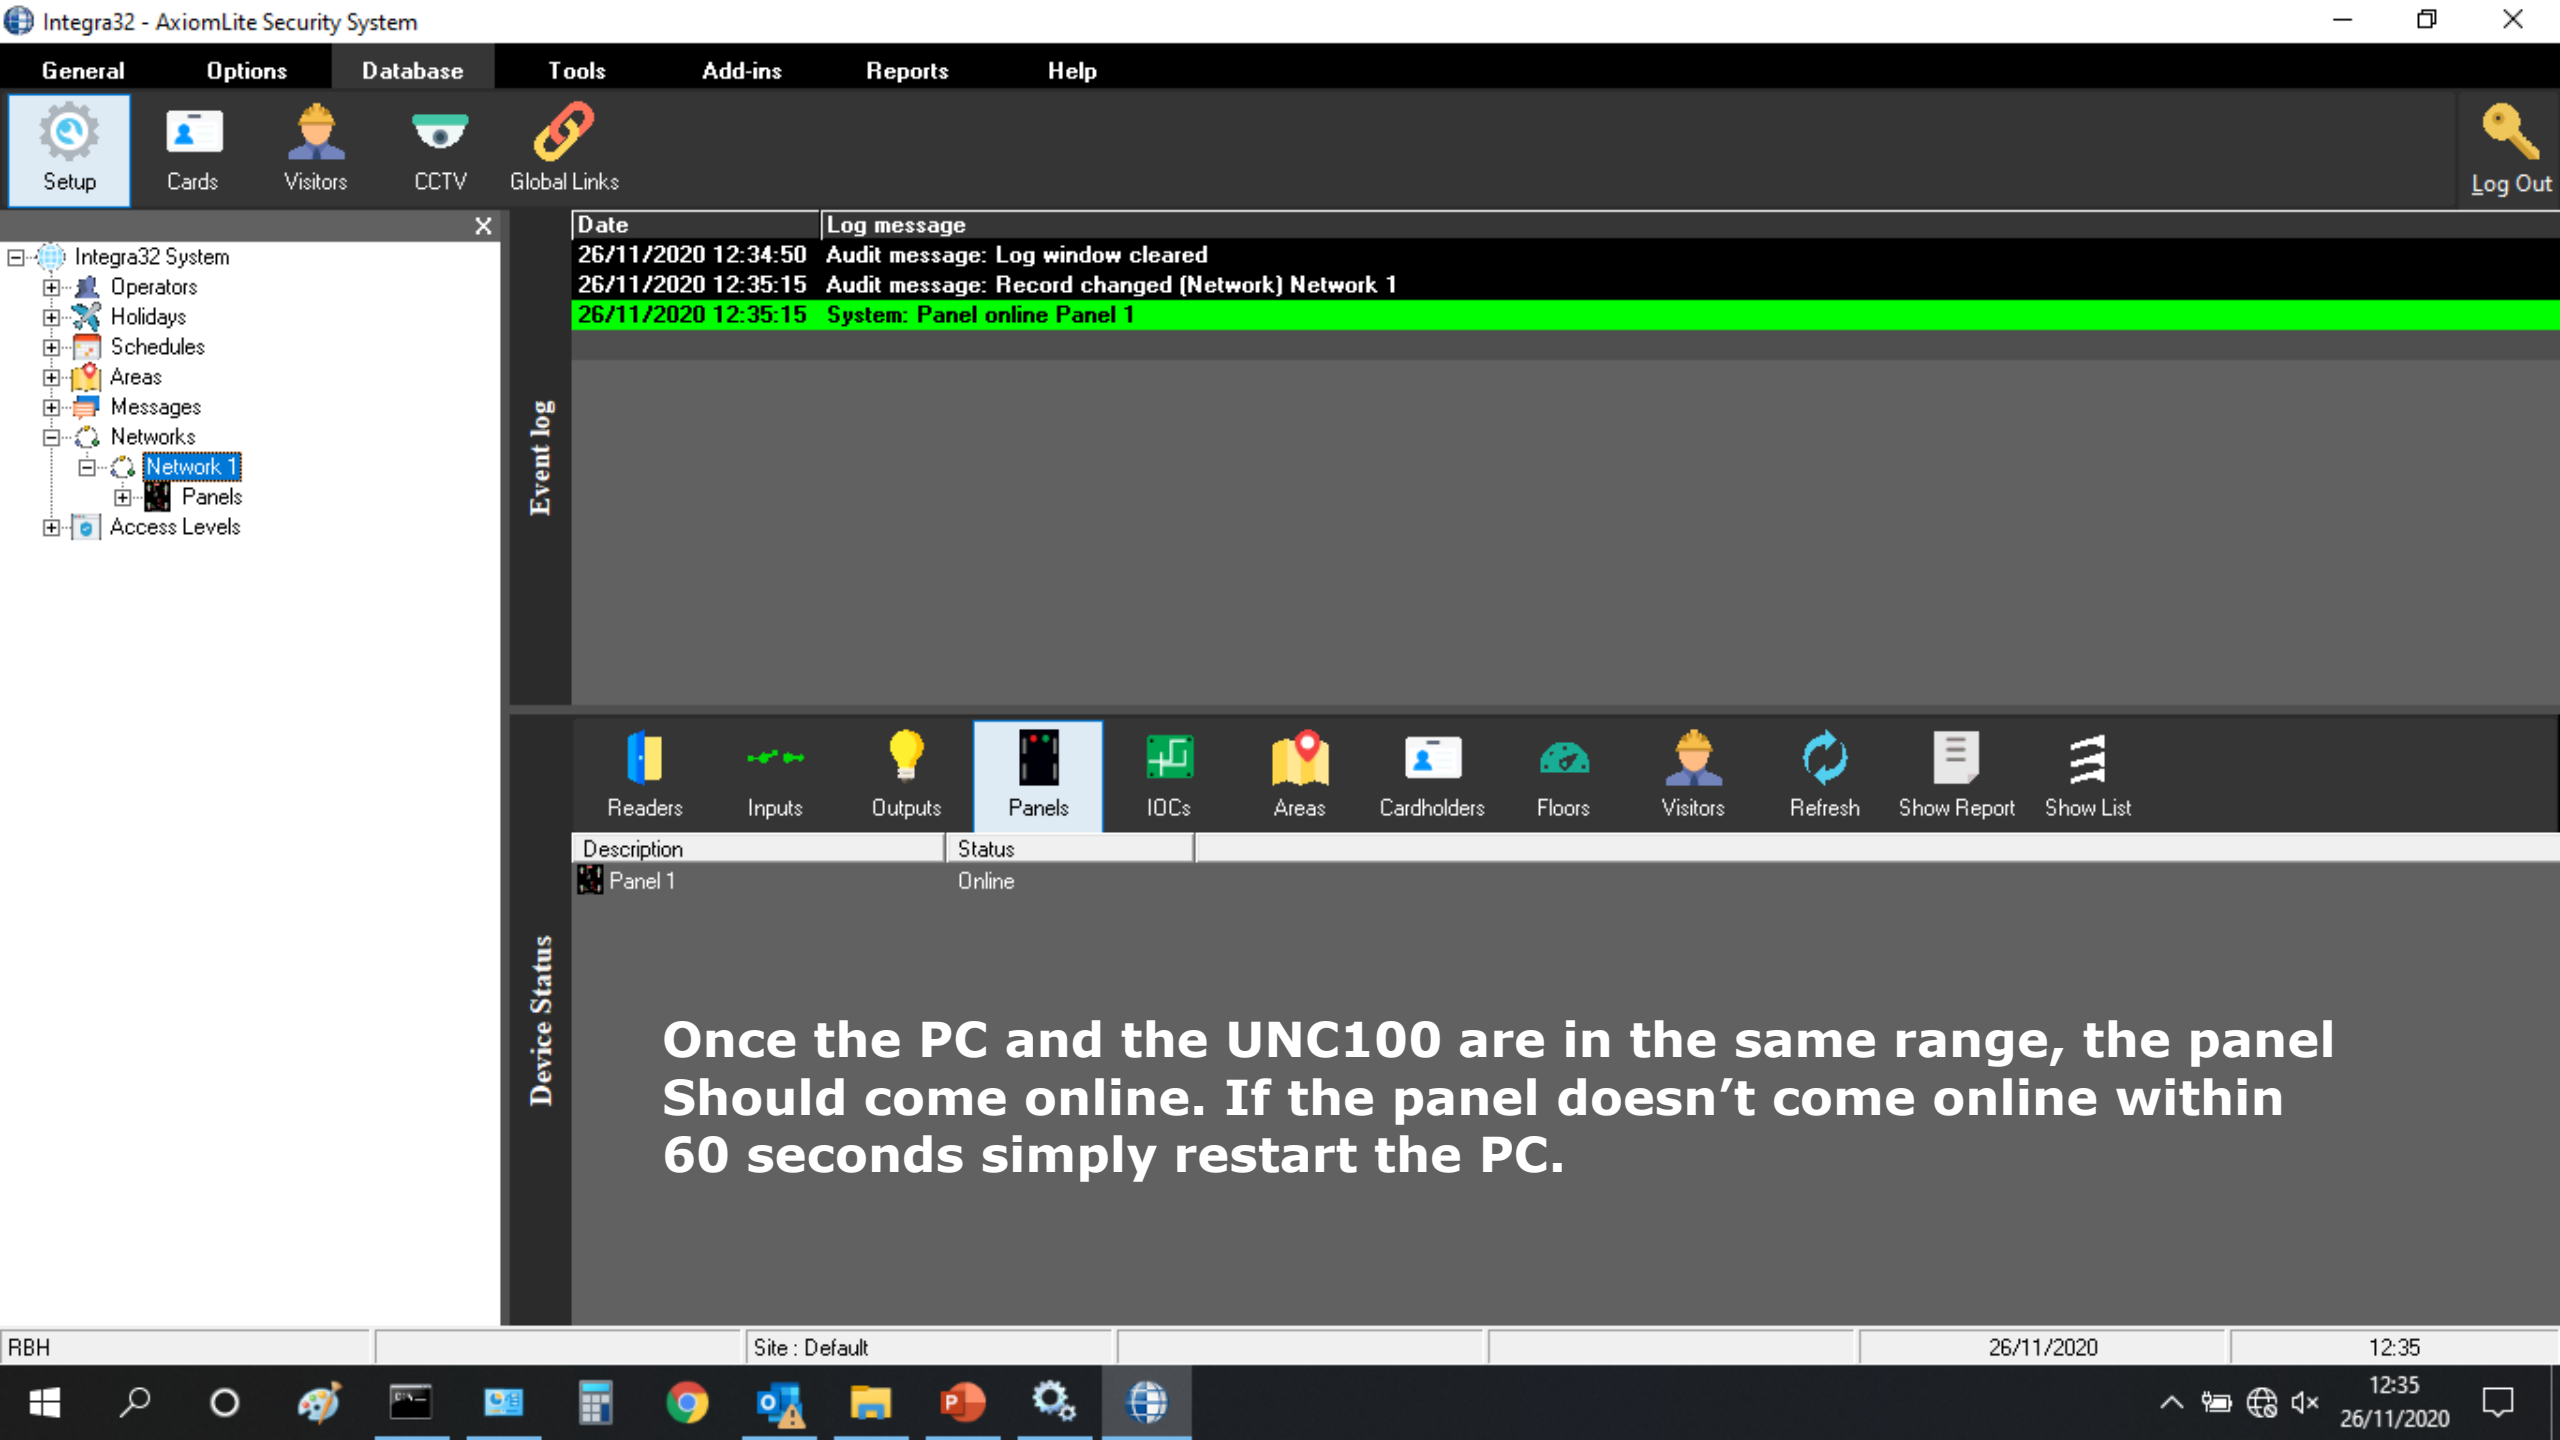 Integra32 - AxiomLite Security System
General Options Database Tools Add-ins Reports Help
Setup Cards Visitors CCTV Global Links Log Out
Integra32 System
Operators
Holidays
Schedules
Areas
Messages
Networks
Network 1
Panels
Access Levels
Event log
Date Log message
26/11/2020 12:34:50 Audit message: Log window cleared
26/11/2020 12:35:15 Audit message: Record changed (Network) Network 1
26/11/2020 12:35:15 System: Panel online Panel 1
Device Status
Readers Inputs Outputs Panels IOCs Areas Cardholders Floors Visitors Refresh Show Report Show List
Description Status
Panel 1 Online
Once the PC and the UNC100 are in the same range, the panel
Should come online. If the panel doesn’t come online within
60 seconds simply restart the PC.
RBH Site : Default 26/11/2020 12:35
12:35
26/11/2020